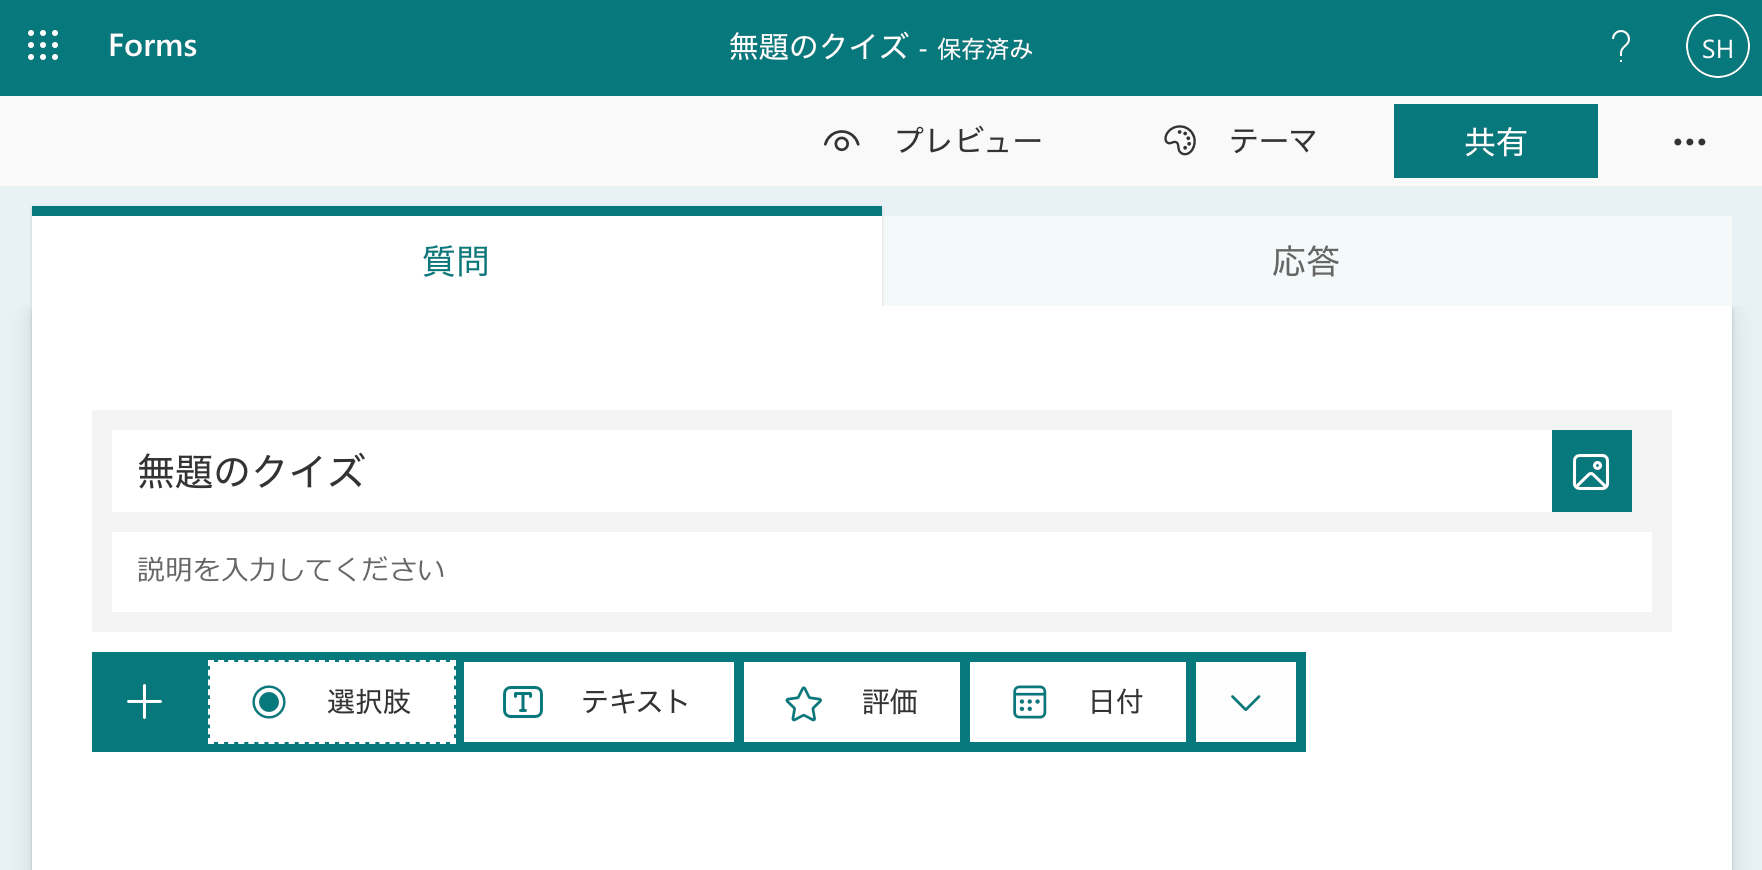 Forms
無題のクイズ - 保存済み
?
SH
プレビュー
テーマ
共有
質問
応答
無題のクイズ
説明を入力してください
選択肢
テキスト
評価
日付